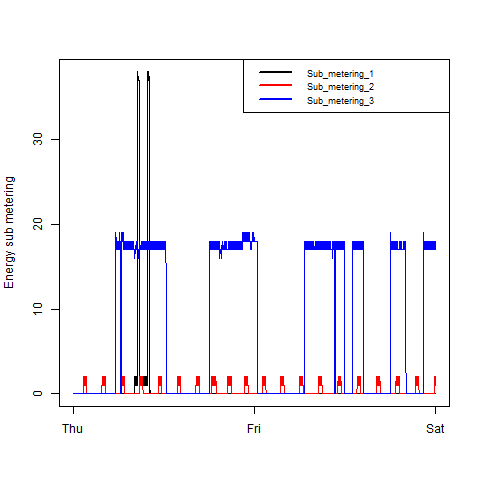 Sub_metering_1
Sub_metering_2
Sub_metering_3
Energy sub metering
30
20
10
0
Thu
Fri
Sat